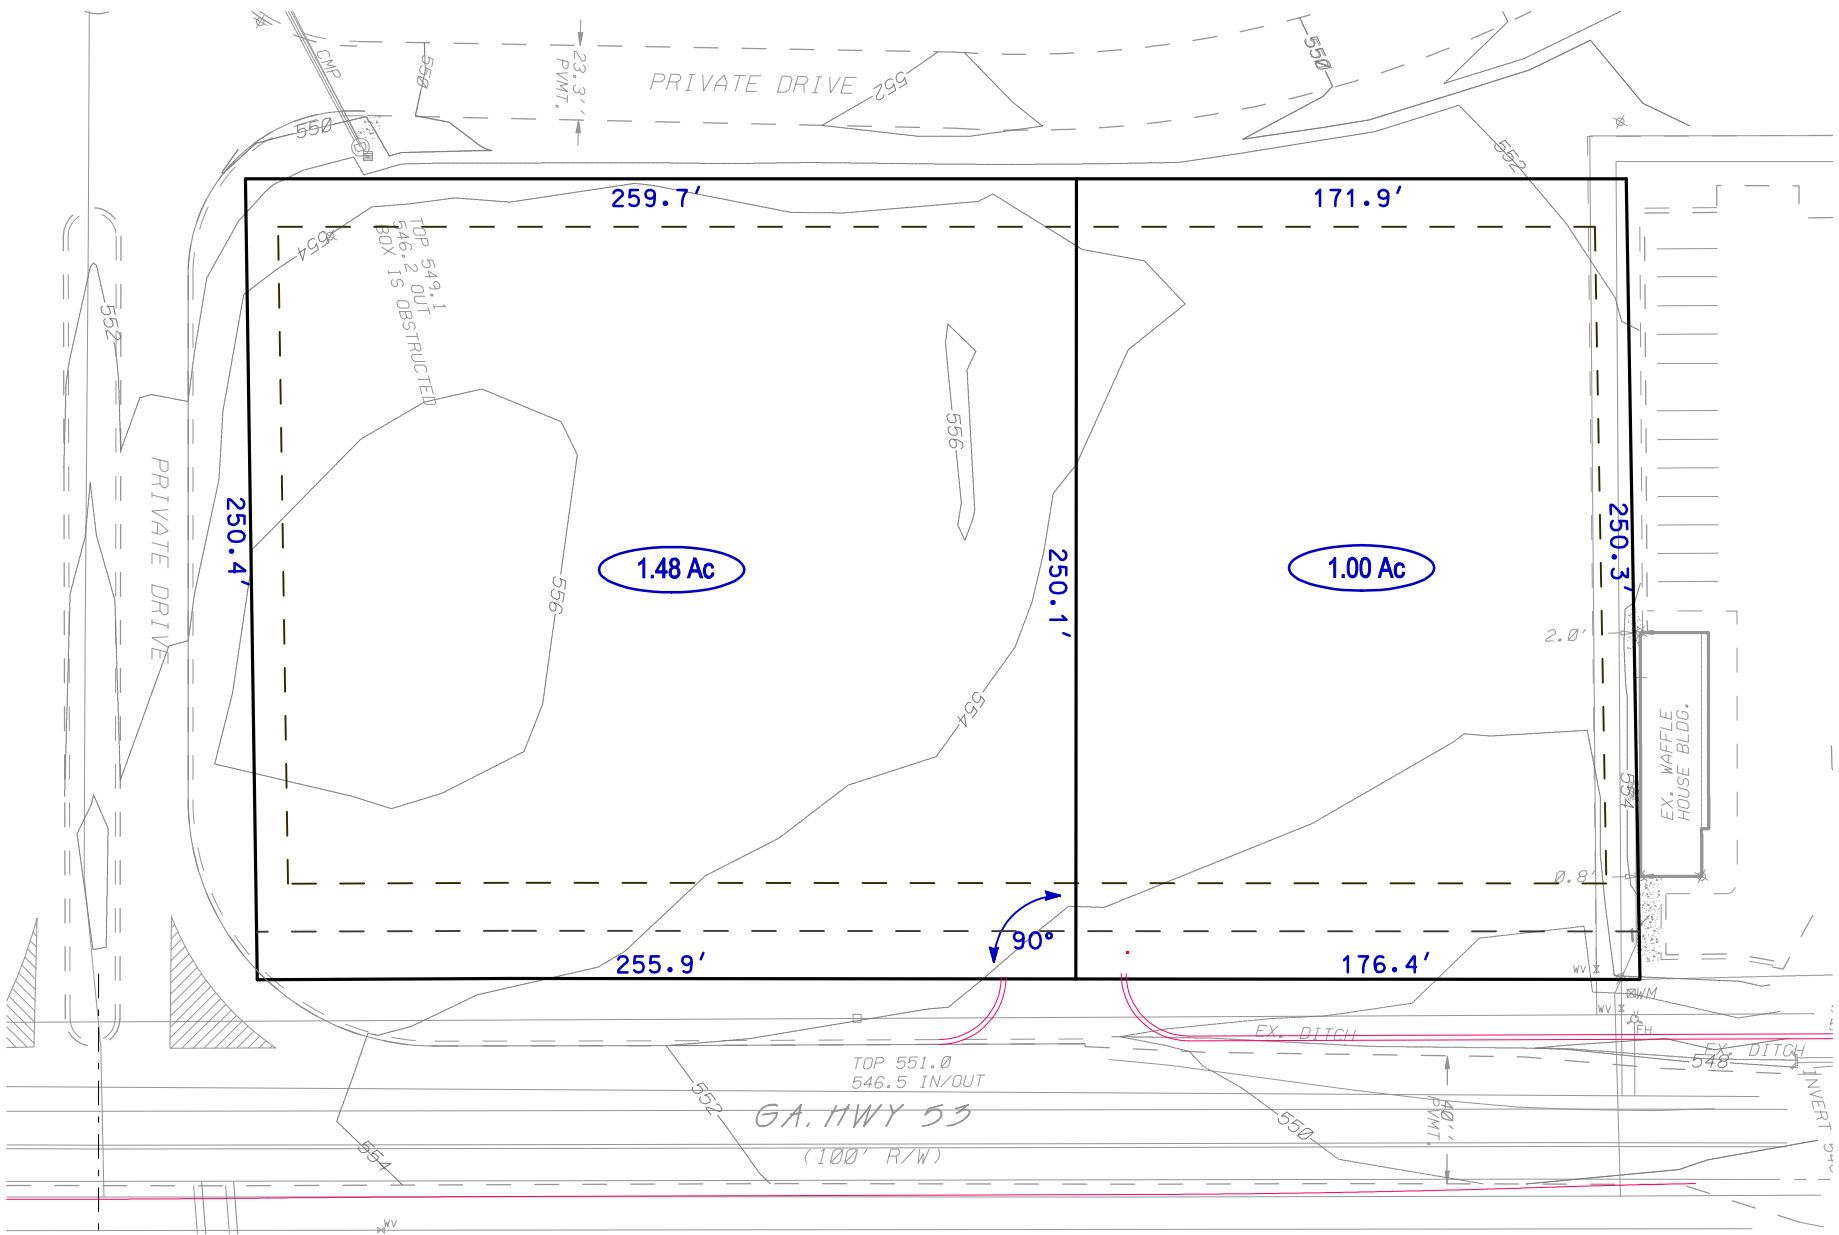 CMP
550
23.3'
PVMT.
PRIVATE DRIVE
552
550
550
552
259.7'
171.9'
554
TOP 549.1
546.2 OUT
BOX IS OBSTRUCTED
552
556
PRIVATE DRIVE
250.4'
250.1'
250.3'
1.48 Ac
1.00 Ac
556
2.0'
554
EX. WAFFLE
HOUSE BLDG.
554
0.8'
90°
255.9'
176.4'
WV
WM
WV
FH
EX. DITCH
EX. DITCH
548
TOP 551.0
546.5 IN/OUT
552
GA. HWY 53
550
40'
PVMT.
INVERT
554
(100' R/W)
WV